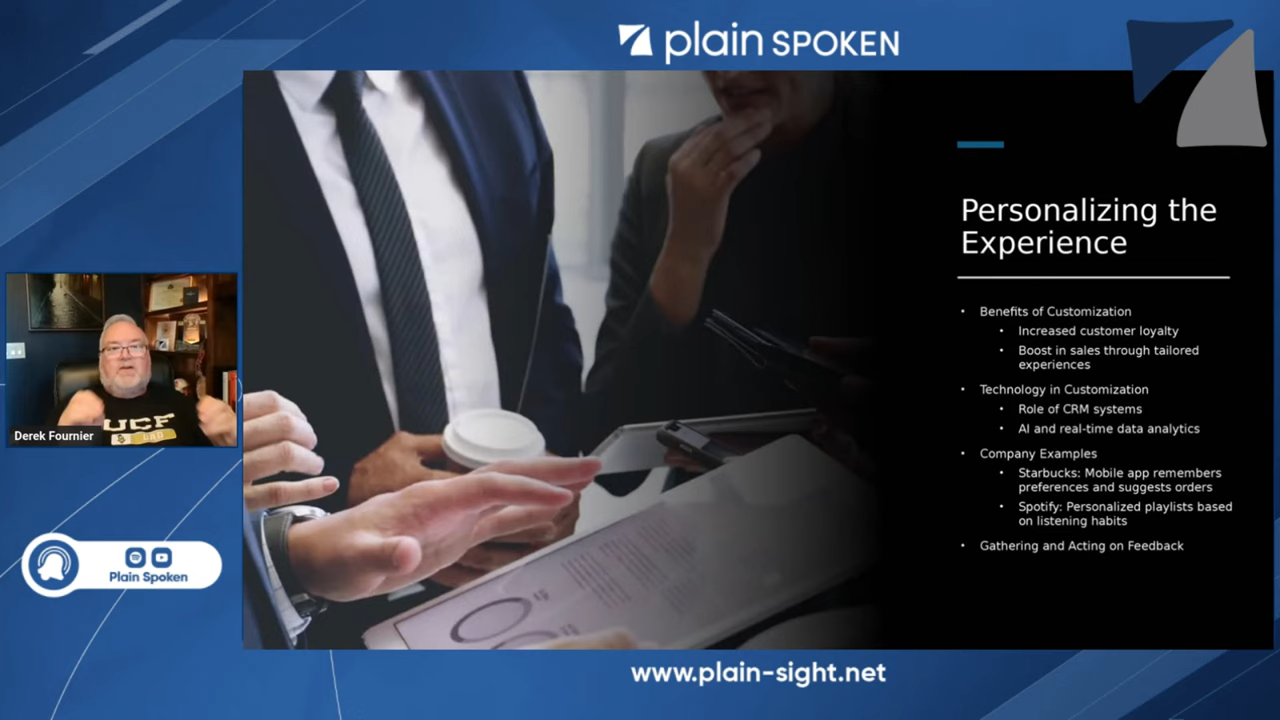 plain SPOKEN
Personalizing the
Experience
• Benefits of Customization
• Increased customer loyalty
• Boost in sales through tailored
experiences
• Technology in Customization
• Role of CRM systems
• AI and real-time data analytics
• Company Examples
• Starbucks: Mobile app remembers
preferences and suggests orders
• Spotify: Personalized playlists based
on listening habits
• Gathering and Acting on Feedback
UCF
Derek Fournier
Plain Spoken
www.plain-sight.net